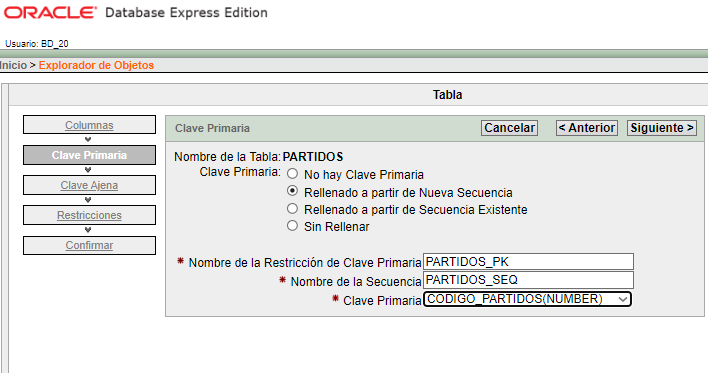 ORACLE® Database Express Edition
Usuario: BD_20
Inicio > Explorador de Objetos
Tabla
Columnas
Clave Primaria
Clave Ajena
Restricciones
Confirmar
Clave Primaria Cancelar < Anterior Siguiente >
Nombre de la Tabla: PARTIDOS
Clave Primaria: No hay Clave Primaria
Rellenado a partir de Nueva Secuencia
Rellenado a partir de Secuencia Existente
Sin Rellenar
* Nombre de la Restricción de Clave Primaria PARTIDOS_PK
* Nombre de la Secuencia PARTIDOS_SEQ
* Clave Primaria CODIGO_PARTIDOS(NUMBER)